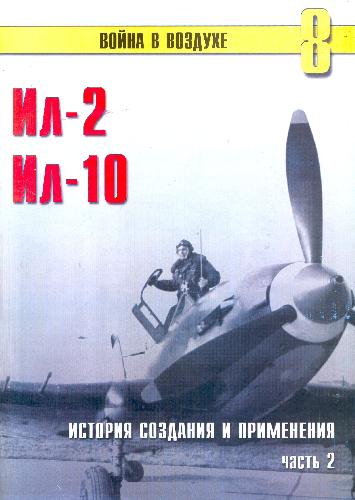 ВОЙНА В ВОЗДУХЕ
8
Ил-2
Ил-10
ИСТОРИЯ СОЗДАНИЯ И ПРИМЕНЕНИЯ
часть 2